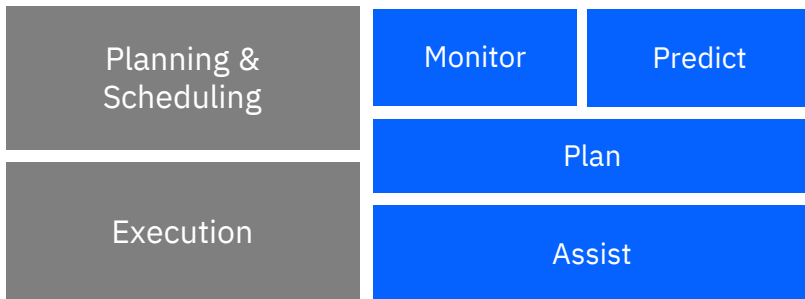 Planning &
Scheduling
Execution
Monitor
Predict
Plan
Assist